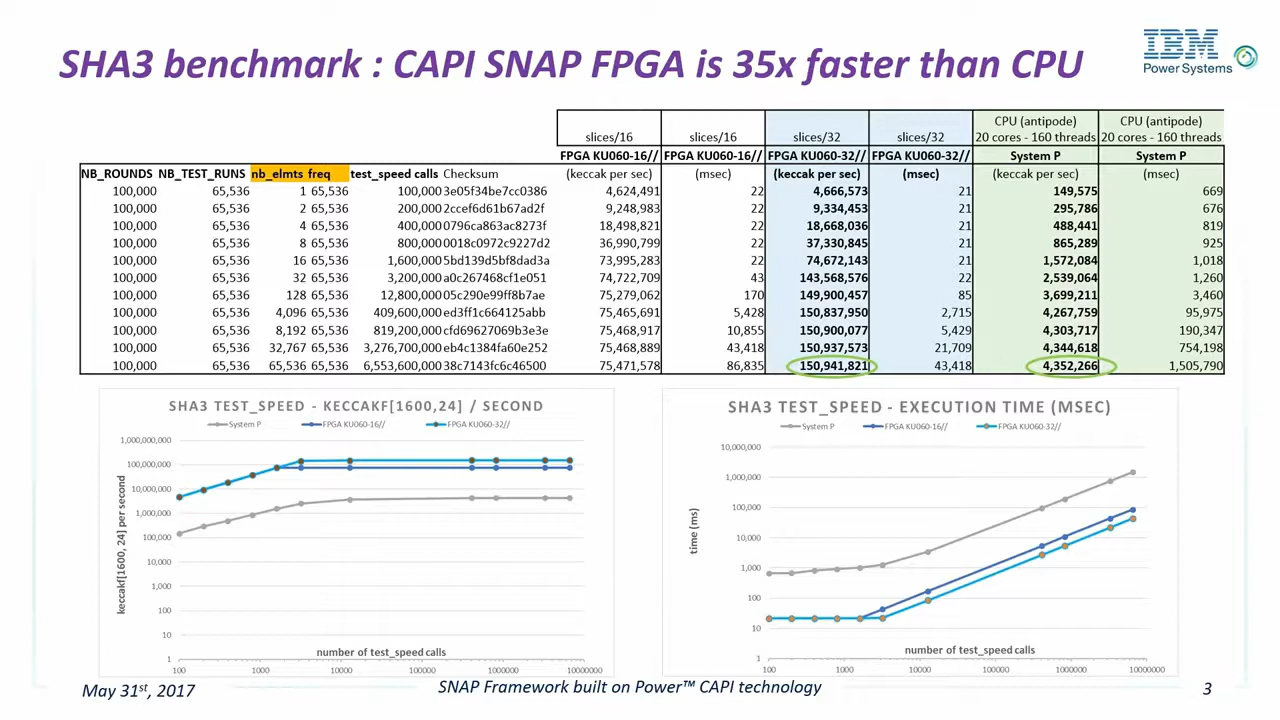 SHA3 benchmark : CAPI SNAP FPGA is 35x faster than CPU
IBM
Power Systems
CPU (antipode) CPU (antipode)
slices/16 slices/16 slices/32 slices/32 20 cores - 160 threads 20 cores - 160 threads
FPGA KU060-16// FPGA KU060-16// FPGA KU060-32// FPGA KU060-32// System P System P
NB_ROUNDS NB_TEST_RUNS nb_elmts freq test_speed calls Checksum (keccak per sec) (msec) (keccak per sec) (msec) (keccak per sec) (msec)
100,000 65,536 1 65,536 100,000 3e05f34be7cc0386 4,624,491 22 4,666,573 21 149,575 669
100,000 65,536 2 65,536 200,000 2ccef6d61b67ad2f 9,248,983 22 9,334,453 21 295,786 676
100,000 65,536 4 65,536 400,000 0796ca863ac8273f 18,498,821 22 18,668,036 21 488,441 819
100,000 65,536 8 65,536 800,000 0018c0972c9227d2 36,990,799 22 37,330,845 21 865,289 925
100,000 65,536 16 65,536 1,600,000 5bd139d5bf8dad3a 73,995,283 22 74,672,143 21 1,572,084 1,018
100,000 65,536 32 65,536 3,200,000 a0c267468cf1e051 74,722,709 43 143,568,576 22 2,539,064 1,260
100,000 65,536 128 65,536 12,800,000 05c290e99ff8b7ae 75,279,062 170 149,900,457 85 3,699,211 3,460
100,000 65,536 4,096 65,536 409,600,000 ed3ff1c664125abb 75,465,691 5,428 150,837,950 2,715 4,267,759 95,975
100,000 65,536 8,192 65,536 819,200,000 cfd69627069b3e3e 75,468,917 10,855 150,900,077 5,429 4,303,717 190,347
100,000 65,536 32,767 65,536 3,276,700,000 eb4c1384fa60e252 75,468,889 43,418 150,937,573 21,709 4,344,618 754,198
100,000 65,536 65,536 65,536 6,553,600,000 38c7143fc6c46500 75,471,578 86,835 150,941,821 43,418 4,352,266 1,505,790
SHA3 TEST_SPEED - KECCAKF[1600,24] / SECOND
System P FPGA KU060-16// FPGA KU060-32//
1,000,000,000
100,000,000
10,000,000
1,000,000
100,000
10,000
1,000
100
10
1
keccakf[1600, 24] per second
number of test_speed calls
100 1000 10000 100000 1000000 10000000
SHA3 TEST_SPEED - EXECUTION TIME (MSEC)
System P FPGA KU060-16// FPGA KU060-32//
10,000,000
1,000,000
100,000
10,000
1,000
100
10
1
time (ms)
number of test_speed calls
100 1000 10000 100000 1000000 10000000
May 31st, 2017
SNAP Framework built on Power™ CAPI technology
3